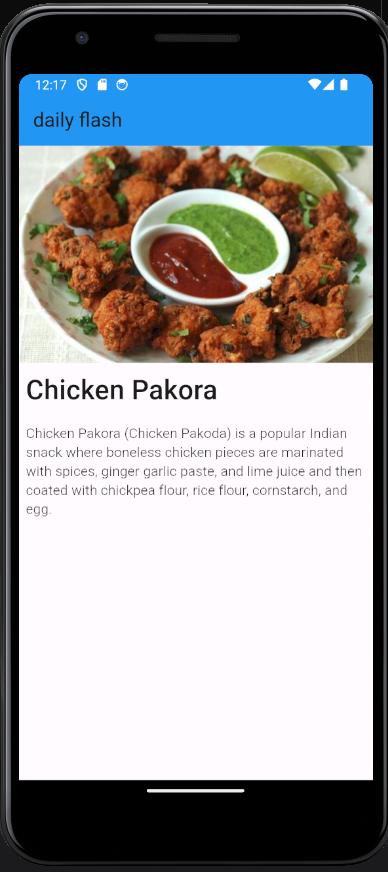 12:17
daily flash
Chicken Pakora
Chicken Pakora (Chicken Pakoda) is a popular Indian
snack where boneless chicken pieces are marinated
with spices, ginger garlic paste, and lime juice and then
coated with chickpea flour, rice flour, cornstarch, and
egg.